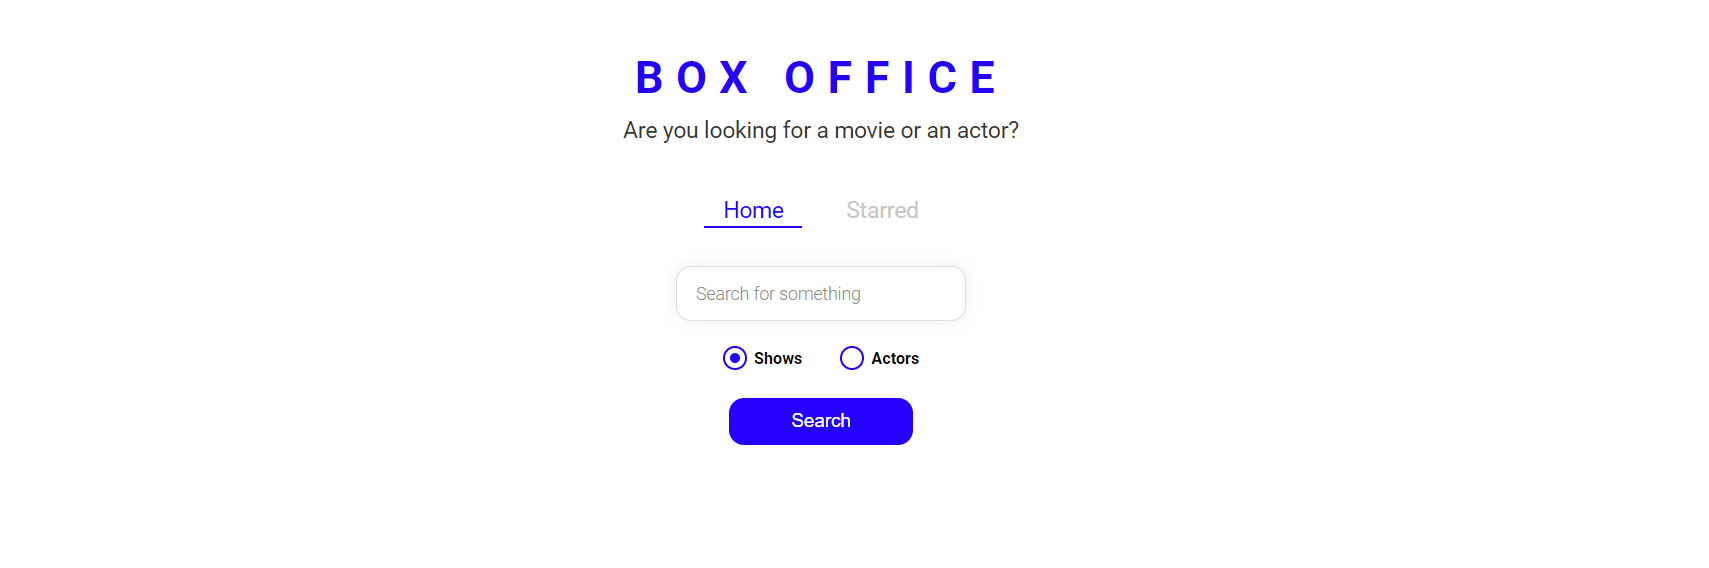 BOX OFFICE
Are you looking for a movie or an actor?
Home Starred
Search for something
Shows Actors
Search